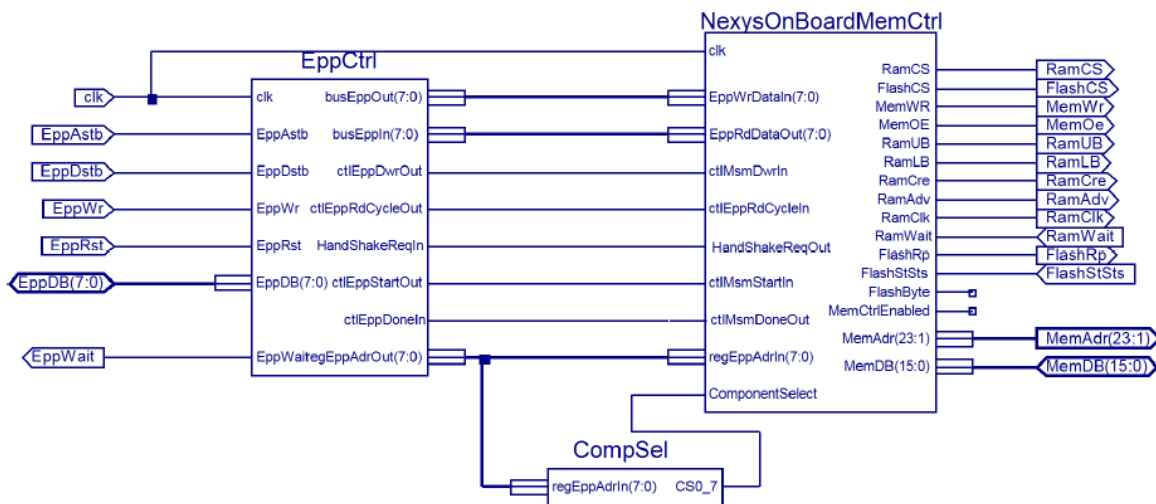 NexysOnBoardMemCtrl
EppCtrl
clk
clk
clk
busEppOut(7:0)
EppWrDataIn(7:0)
RamCS
RamCS
FlashCS
FlashCS
EppAstb
EppAstb
busEppIn(7:0)
EppRdDataOut(7:0)
MemWR
MemWr
MemOE
MemOe
EppDstb
EppDstb
ctlEppDwrOut
ctlMsmDwrIn
RamUB
RamUB
RamLB
RamLB
EppWr
EppWr
ctlEppRdCycleOut
ctlEppRdCycleIn
RamCre
RamCre
RamAdv
RamAdv
RamClk
RamClk
EppRst
EppRst
HandShakeReqIn
HandShakeReqOut
RamWait
RamWait
FlashRp
FlashRp
EppDB(7:0)
EppDB(7:0)
ctlEppStartOut
ctlMsmStartIn
FlashStSts
FlashStSts
FlashByte
ctlEppDoneIn
ctlMsmDoneOut
MemCtrlEnabled
MemAdr(23:1)
MemAdr(23:1)
EppWait
EppWait
regEppAdrOut(7:0)
regEppAdrIn(7:0)
MemDB(15:0)
MemDB(15:0)
ComponentSelect
CompSel
regEppAdrIn(7:0)
CS0_7